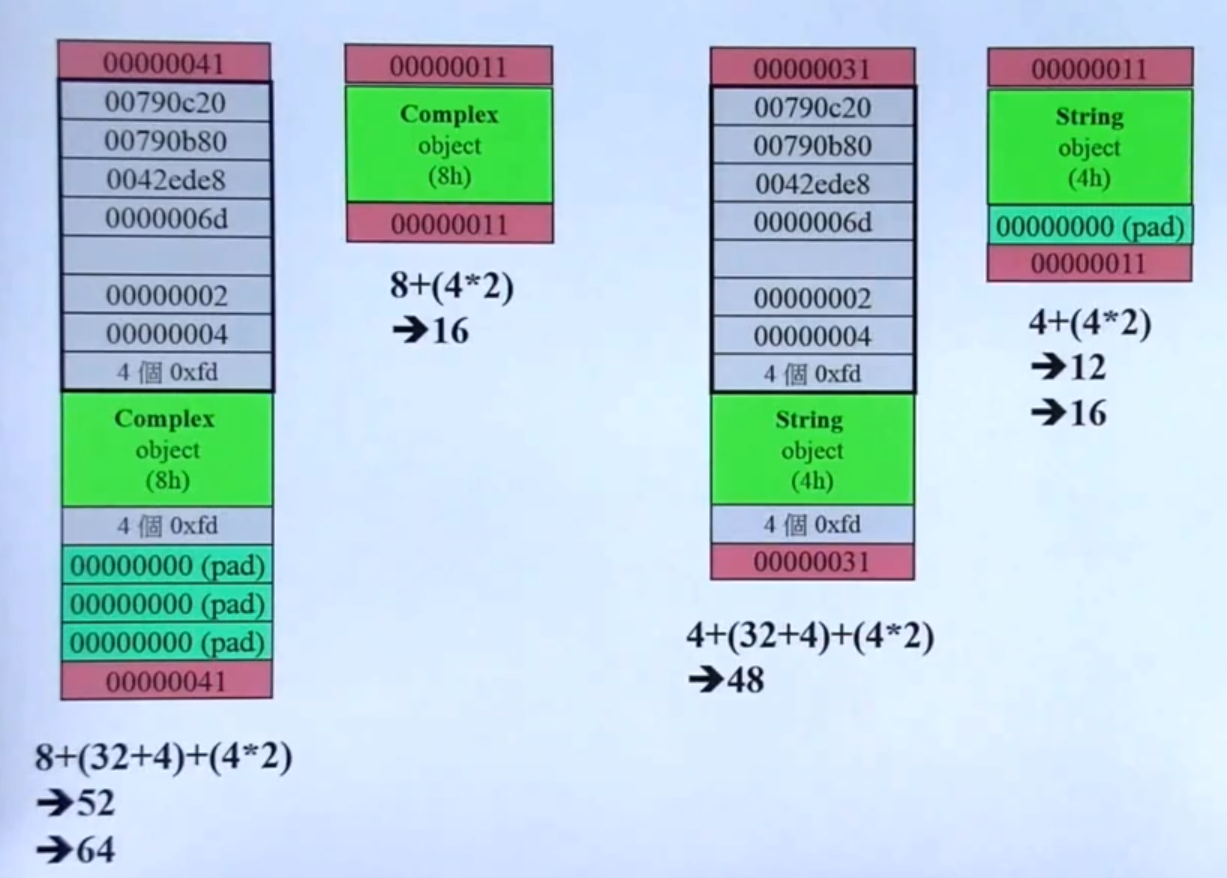 00000041
00790c20
00790b80
0042ede8
0000006d
00000002
00000004
4 個 0xfd
Complex
object
(8h)
4 個 0xfd
00000000 (pad)
00000000 (pad)
00000000 (pad)
00000041
8+(32+4)+(4*2)
➔52
➔64
00000011
Complex
object
(8h)
00000011
8+(4*2)
➔16
00000031
00790c20
00790b80
0042ede8
0000006d
00000002
00000004
4 個 0xfd
String
object
(4h)
4 個 0xfd
00000031
4+(32+4)+(4*2)
➔48
00000011
String
object
(4h)
00000000 (pad)
00000011
4+(4*2)
➔12
➔16